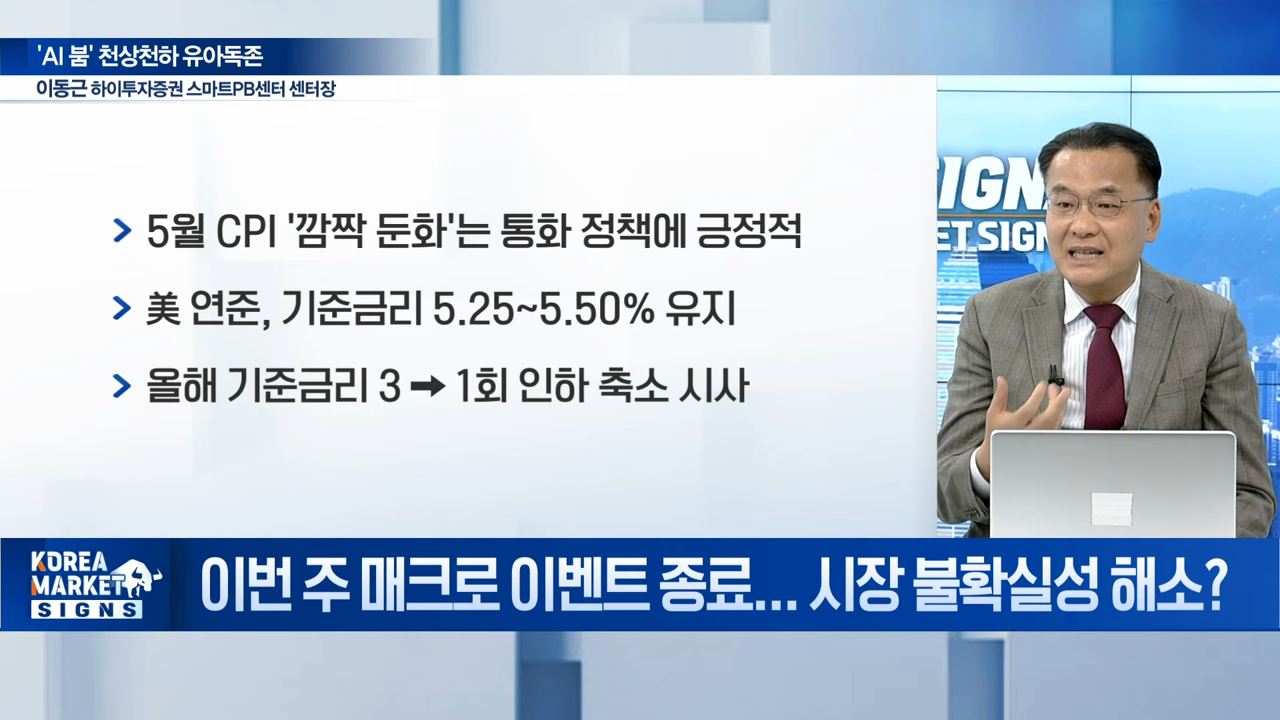 'AI 붐' 천상천하 유아독존
이동근 하이투자증권 스마트PB센터 센터장
5월 CPI '깜짝 둔화'는 통화 정책에 긍정적
美 연준, 기준금리 5.25~5.50% 유지
올해 기준금리 3 ➡ 1회 인하 축소 시사
SIGN
ET SIGN
KOREA
MARKET
SIGNS
이번 주 매크로 이벤트 종료... 시장 불확실성 해소?